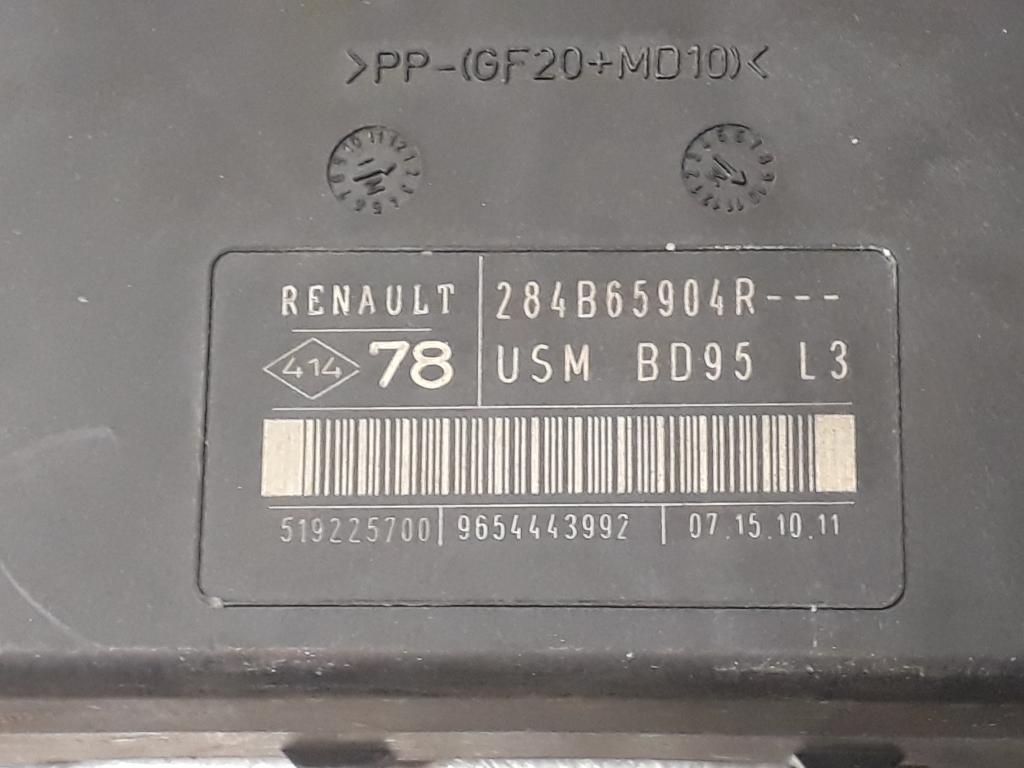 >PP-(GF20+MD10)<
RENAULT
284B65904R---
414 78
USM BD95 L3
519225700 9654443992 07.15.10.11